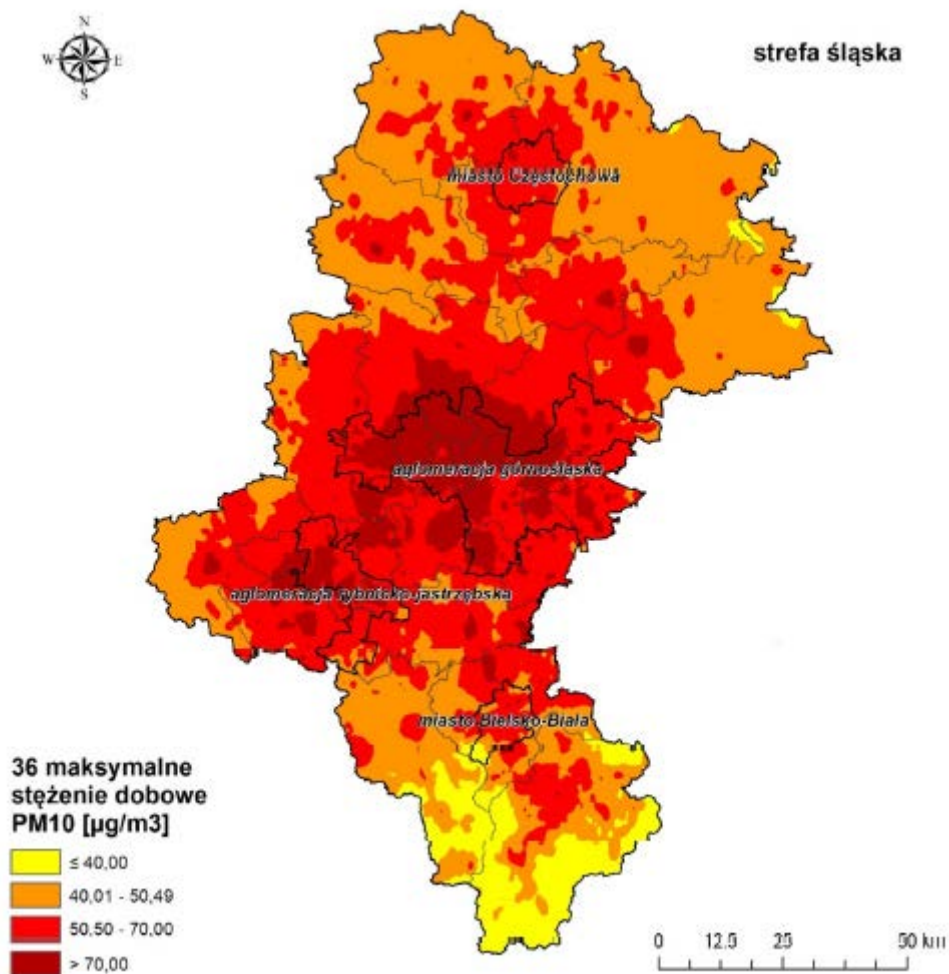 N
W E
S
strefa śląska
miasto Częstochowa
aglomeracja górnośląska
aglomeracja rybnicko-jastrzębska
miasto Bielsko-Biała
36 maksymalne
stężenie dobowe
PM10 [µg/m3]
≤ 40,00
40,01 - 50,49
50,50 - 70,00
> 70,00
0 12.5 25 50 km